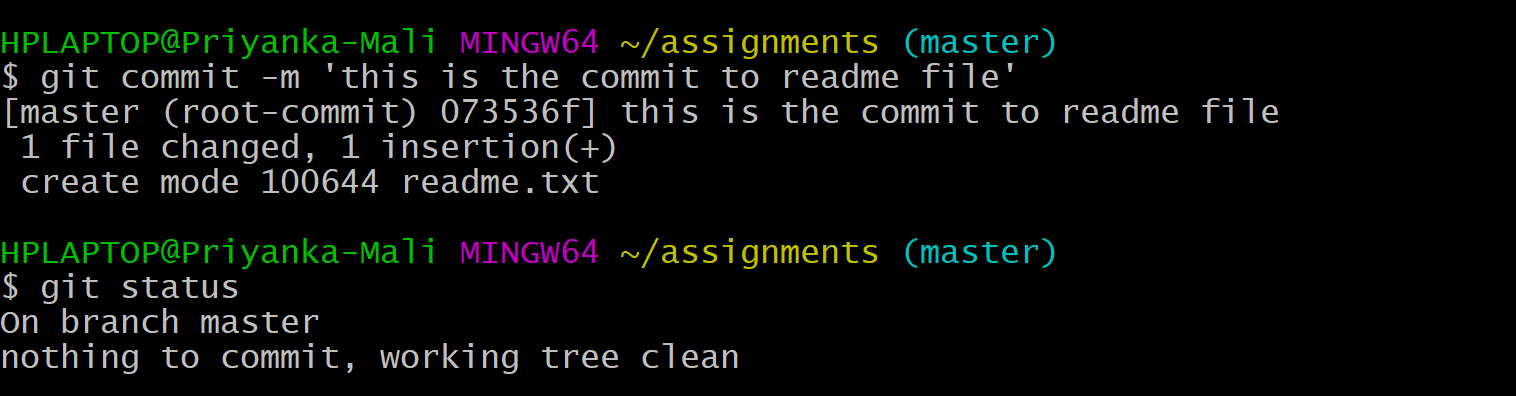 HPLAPTOP@Priyanka-Mali MINGW64 ~/assignments (master)
$ git commit -m 'this is the commit to readme file'
[master (root-commit) 073536f] this is the commit to readme file
 1 file changed, 1 insertion(+)
 create mode 100644 readme.txt

HPLAPTOP@Priyanka-Mali MINGW64 ~/assignments (master)
$ git status
On branch master
nothing to commit, working tree clean